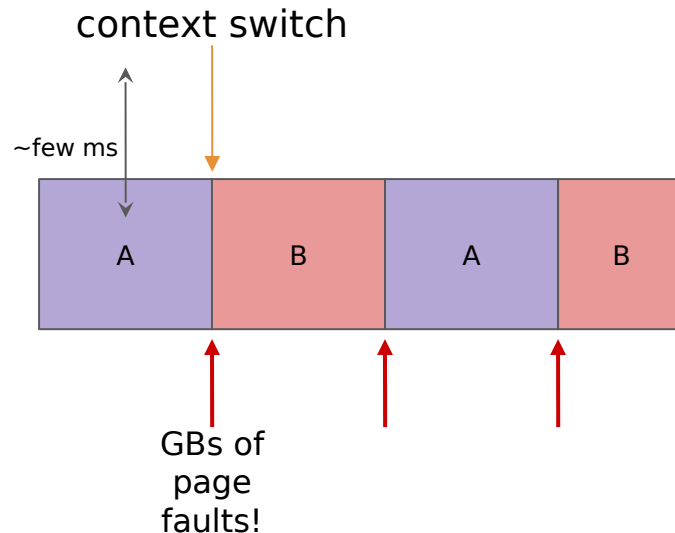 context switch
~few ms
A
B
A
B
GBs of
page
faults!